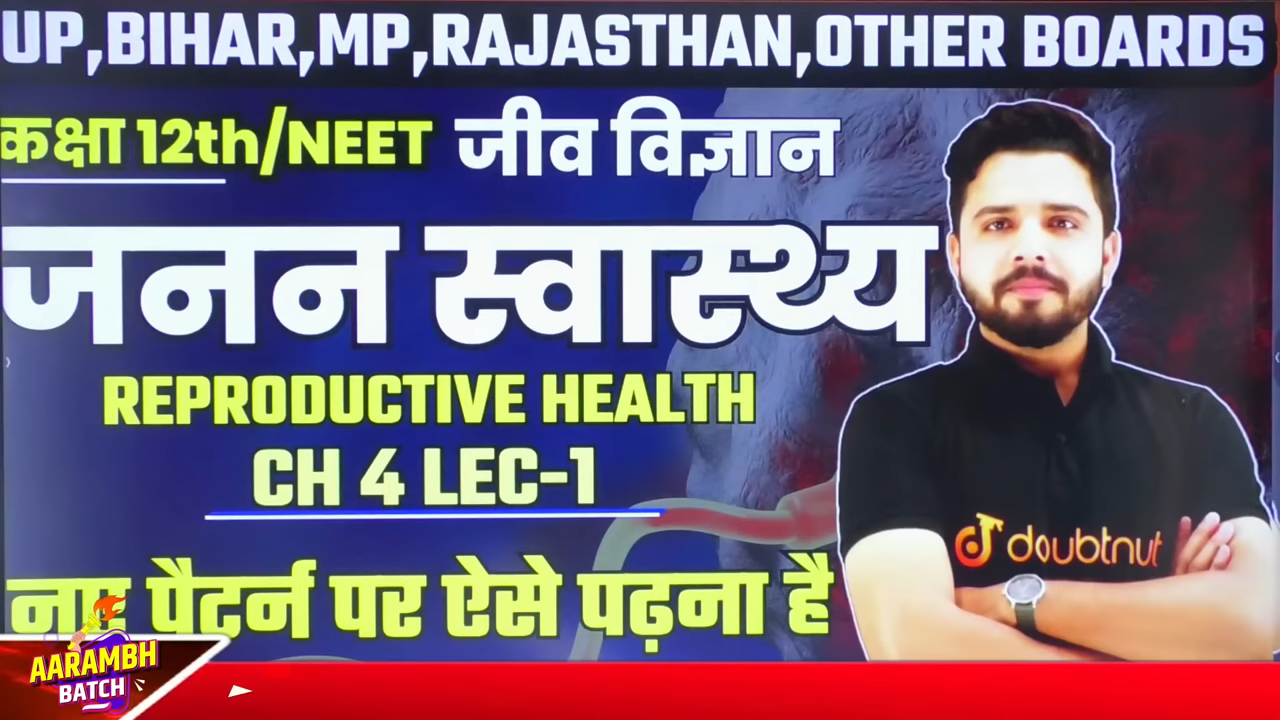 UP,BIHAR,MP,RAJASTHAN,OTHER BOARDS
कक्षा 12th/NEET जीव विज्ञान
जनन स्वास्थ्य
REPRODUCTIVE HEALTH
CH 4 LEC-1
पैटर्न पर ऐसे पढ़ना है
doubtnut
AARAMBH
BATCH